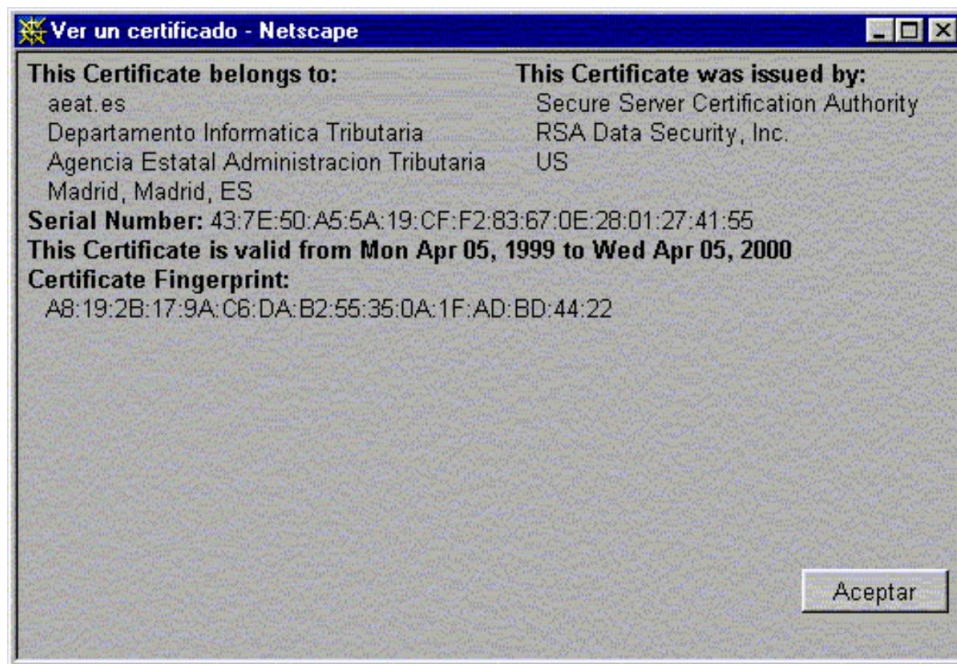 Ver un certificado - Netscape
This Certificate belongs to:
aeat.es
Departamento Informatica Tributaria
Agencia Estatal Administracion Tributaria
Madrid, Madrid, ES
This Certificate was issued by:
Secure Server Certification Authority
RSA Data Security, Inc.
US
Serial Number: 43:7E:50:A5:5A:19:CF:F2:83:67:0E:28:01:27:41:55
This Certificate is valid from Mon Apr 05, 1999 to Wed Apr 05, 2000
Certificate Fingerprint:
A8:19:2B:17:9A:C6:DA:B2:55:35:0A:1F:AD:BD:44:22
Aceptar